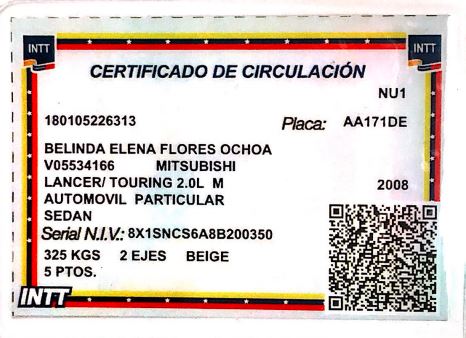 INTT INTT
CERTIFICADO DE CIRCULACIÓN
NU1
180105226313 Placa: AA171DE
BELINDA ELENA FLORES OCHOA
V05534166 MITSUBISHI
LANCER/ TOURING 2.0L M 2008
AUTOMOVIL PARTICULAR
SEDAN
Serial N.I.V.: 8X1SNCS6A8B200350
325 KGS 2 EJES BEIGE
5 PTOS.
INTT